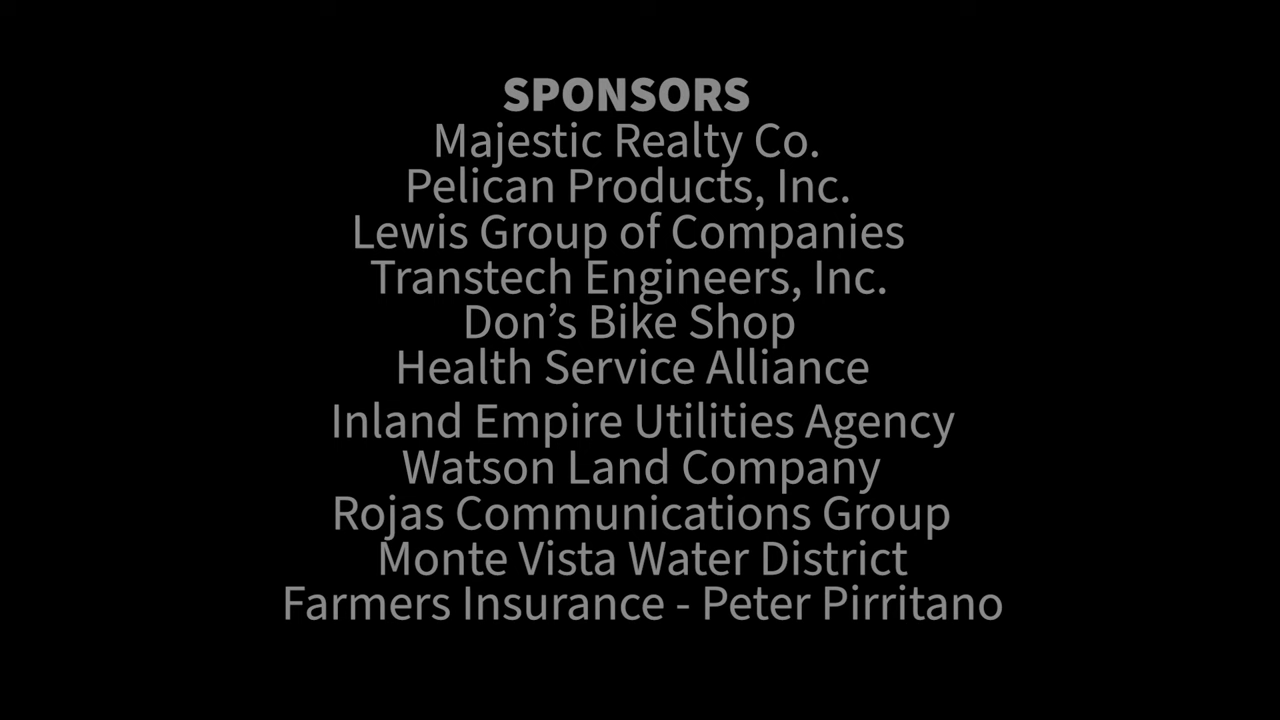 SPONSORS
Majestic Realty Co.
Pelican Products, Inc.
Lewis Group of Companies
Transtech Engineers, Inc.
Don’s Bike Shop
Health Service Alliance
Inland Empire Utilities Agency
Watson Land Company
Rojas Communications Group
Monte Vista Water District
Farmers Insurance - Peter Pirritano